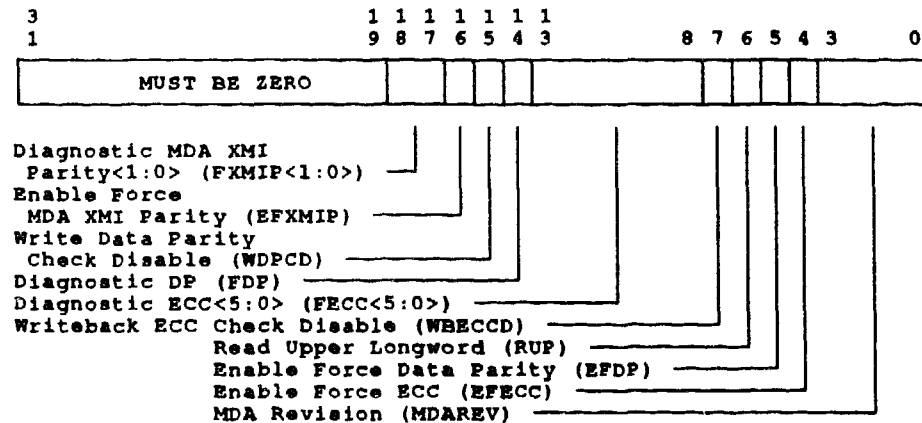 3 1 1 1 1 1 1 1
1 9 8 7 6 5 4 3 8 7 6 5 4 3 0
MUST BE ZERO
Diagnostic MDA XMI
Parity<1:0> (FXMIP<1:0>)
Enable Force
MDA XMI Parity (EFXMIP)
Write Data Parity
Check Disable (WDPCD)
Diagnostic DP (FDP)
Diagnostic ECC<5:0> (FECC<5:0>)
Writeback ECC Check Disable (WBECCD)
Read Upper Longword (RUP)
Enable Force Data Parity (EFDP)
Enable Force ECC (EFECC)
MDA Revision (MDAREV)